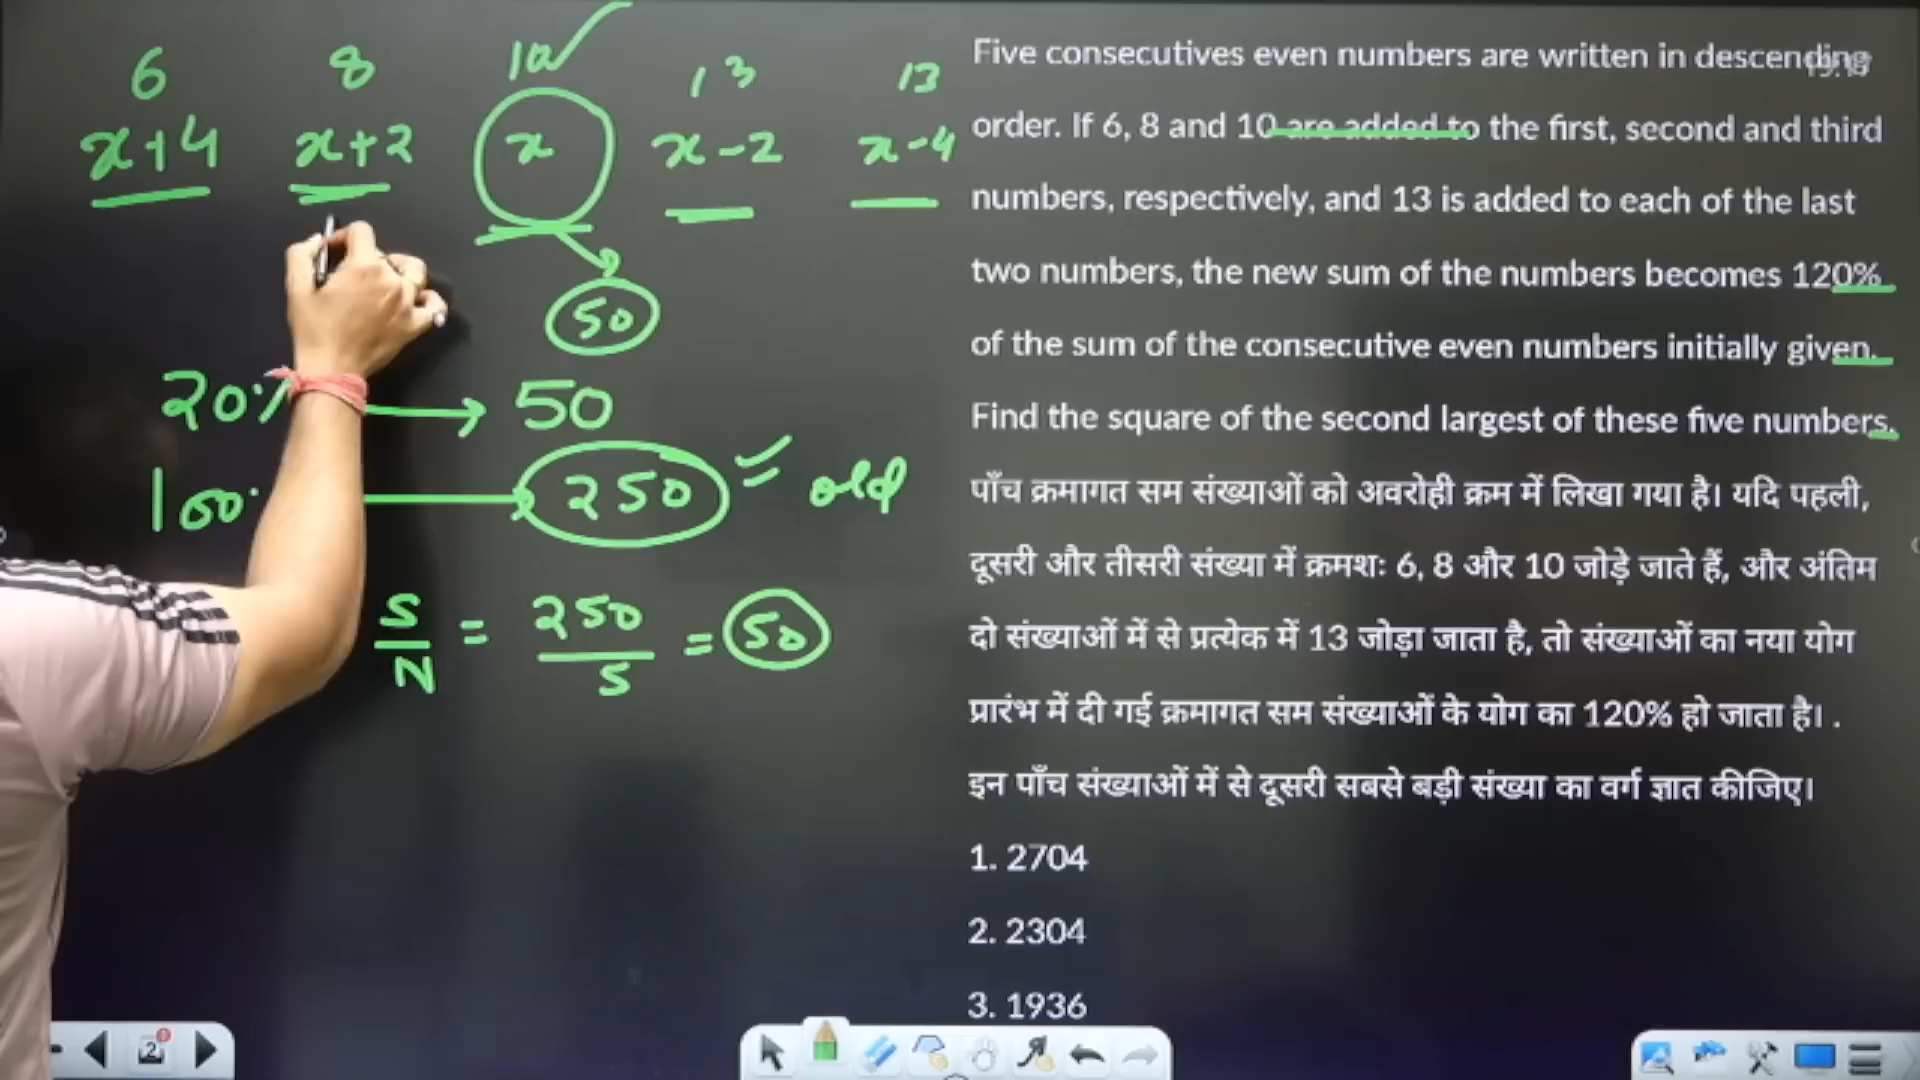 6 8 10 13 13
x+4 x+2 x x-2 x-4
50
20% → 50
100 → 250 = old
S/N = 250/5 = 50
Five consecutives even numbers are written in descending
order. If 6, 8 and 10 are added to the first, second and third
numbers, respectively, and 13 is added to each of the last
two numbers, the new sum of the numbers becomes 120%
of the sum of the consecutive even numbers initially given.
Find the square of the second largest of these five numbers.
पाँच क्रमागत सम संख्याओं को अवरोही क्रम में लिखा गया है। यदि पहली,
दूसरी और तीसरी संख्या में क्रमशः 6, 8 और 10 जोड़े जाते हैं, और अंतिम
दो संख्याओं में से प्रत्येक में 13 जोड़ा जाता है, तो संख्याओं का नया योग
प्रारंभ में दी गई क्रमागत सम संख्याओं के योग का 120% हो जाता है। .
इन पाँच संख्याओं में से दूसरी सबसे बड़ी संख्या का वर्ग ज्ञात कीजिए।
1. 2704
2. 2304
3. 1936
2